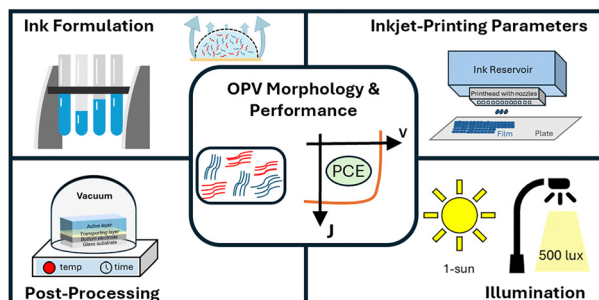 Ink Formulation
Inkjet-Printing Parameters
Ink Reservoir
Printhead with nozzles
Film
Plate
OPV Morphology &
Performance
V
PCE
J
Vacuum
Active layer
Transporting layer
Bottom electrode
Glass substrate
temp
time
Post-Processing
1-sun
500 lux
Illumination